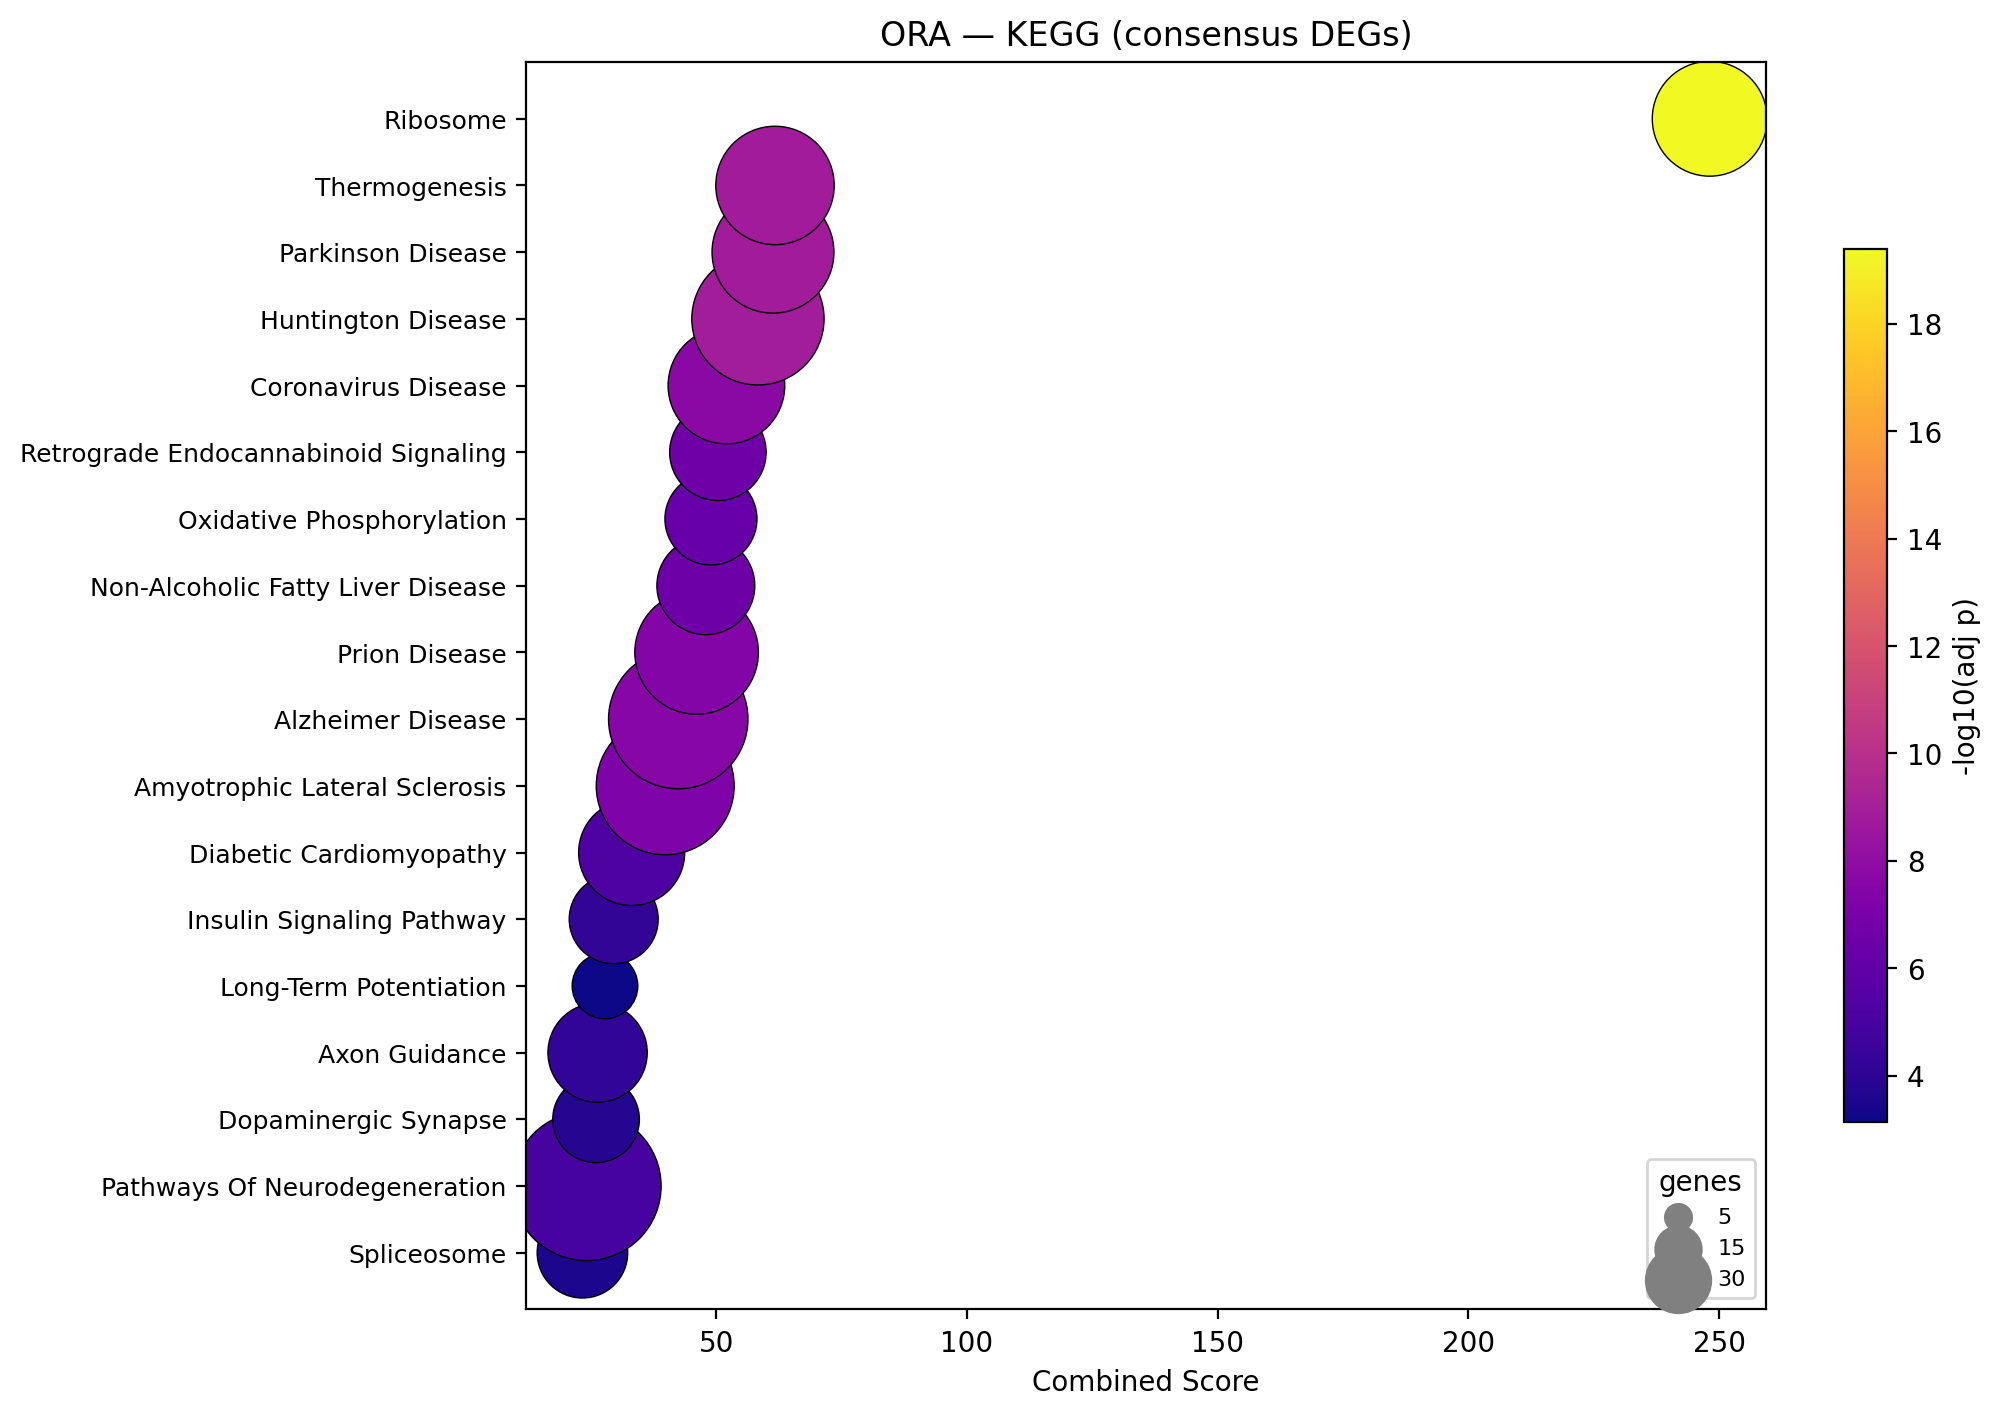 ORA — KEGG (consensus DEGs)
Ribosome
Thermogenesis
Parkinson Disease
Huntington Disease
Coronavirus Disease
Retrograde Endocannabinoid Signaling
Oxidative Phosphorylation
Non-Alcoholic Fatty Liver Disease
Prion Disease
Alzheimer Disease
Amyotrophic Lateral Sclerosis
Diabetic Cardiomyopathy
Insulin Signaling Pathway
Long-Term Potentiation
Axon Guidance
Dopaminergic Synapse
Pathways Of Neurodegeneration
Spliceosome
50 100 150 200 250
Combined Score
genes
5
15
30
18
16
14
12
10
8
6
4
-log10(adj p)